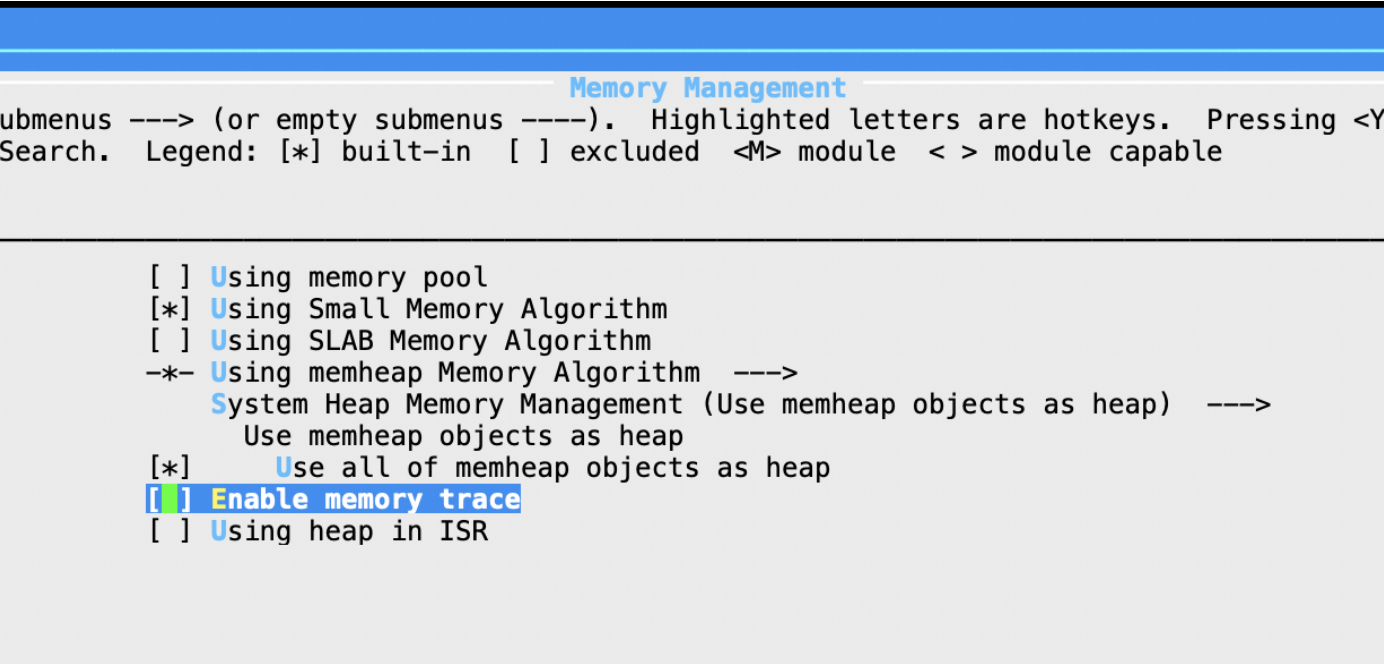 Memory Management
ubmenus ---> (or empty submenus ----).  Highlighted letters are hotkeys.  Pressing <Y
Search.  Legend: [*] built-in  [ ] excluded  <M> module  < > module capable
[ ] Using memory pool
[*] Using Small Memory Algorithm
[ ] Using SLAB Memory Algorithm
-*- Using memheap Memory Algorithm  --->
System Heap Memory Management (Use memheap objects as heap)  --->
Use memheap objects as heap
[*]     Use all of memheap objects as heap
[ ] Enable memory trace
[ ] Using heap in ISR